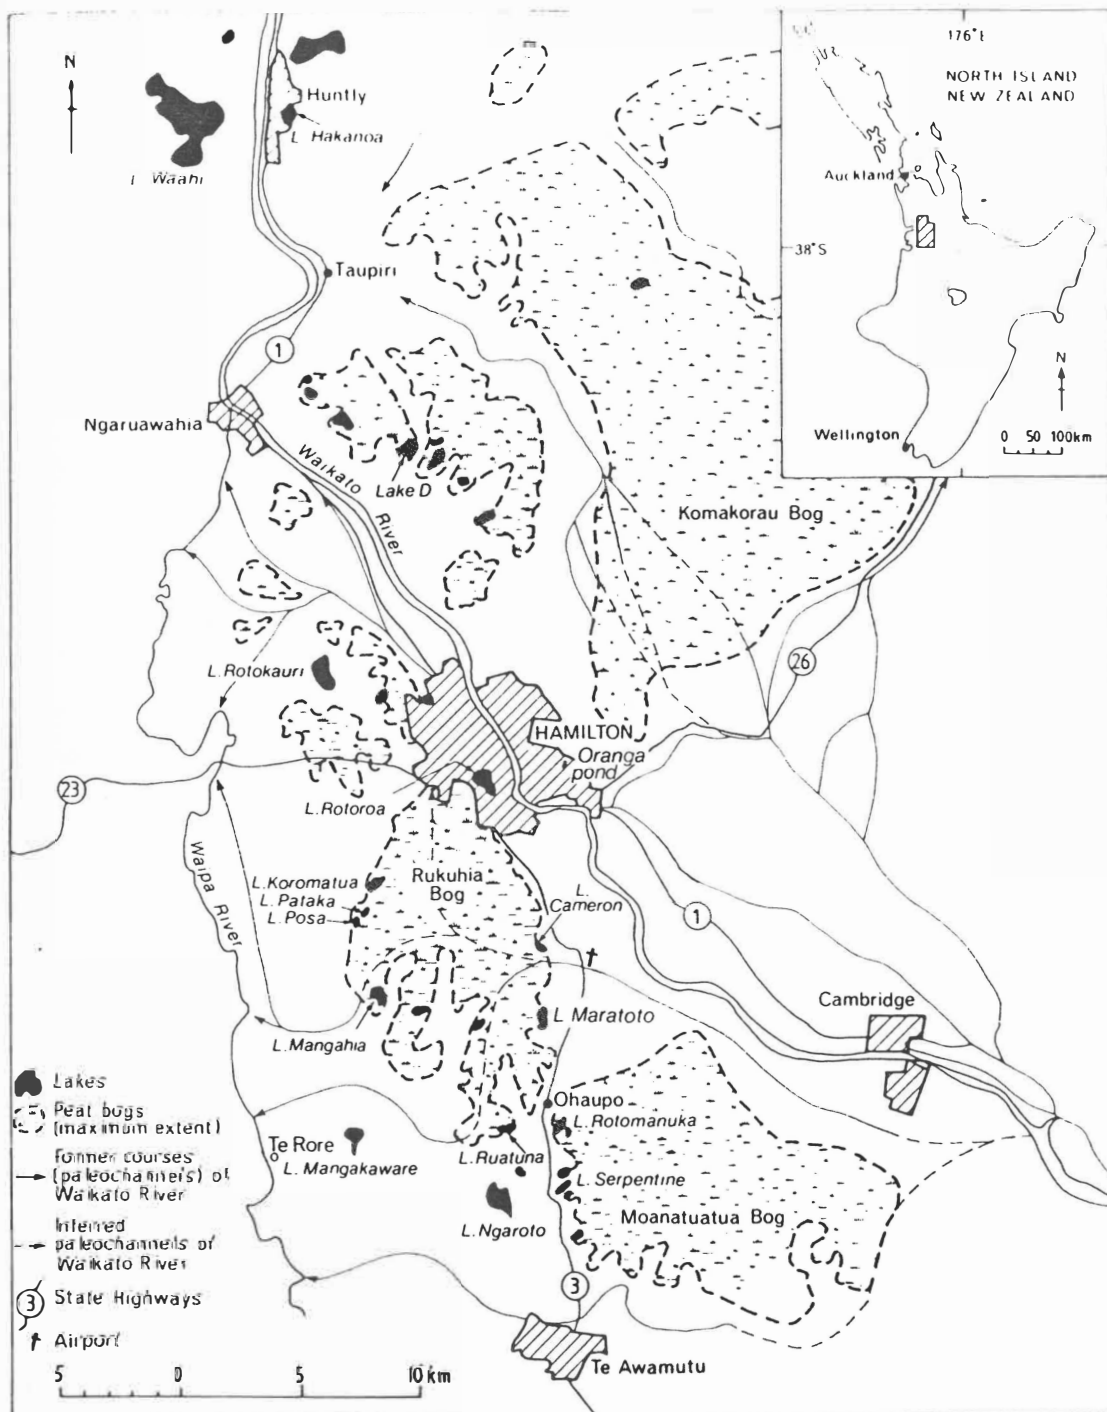 N
Huntly
L. Hakanoa
L. Waahi
Taupiri
1
Ngaruawahia
Waikato
River
Lake D
Komakorau Bog
26
L. Rotokauri
HAMILTON
Oranga
pond
23
L. Rotoroa
Waipa River
Rukuhia
Bog
L. Koromatua
L. Pataka
L. Posa
L.
Cameron
1
Cambridge
L. Maratoto
L. Mangahia
Ohaupo
L. Rotomanuka
Te Rore
L. Mangakaware
L. Ruatuna
L. Serpentine
L. Ngaroto
Moanatuatua Bog
3
Te Awamutu
176°E
NORTH ISLAND
NEW ZEALAND
Auckland
38°S
N
Wellington
0 50 100km
Lakes
Peat bogs
(maximum extent)
Former courses
(paleochannels) of
Waikato River
Inferred
paleochannels of
Waikato River
3 State Highways
Airport
5 0 5 10 km